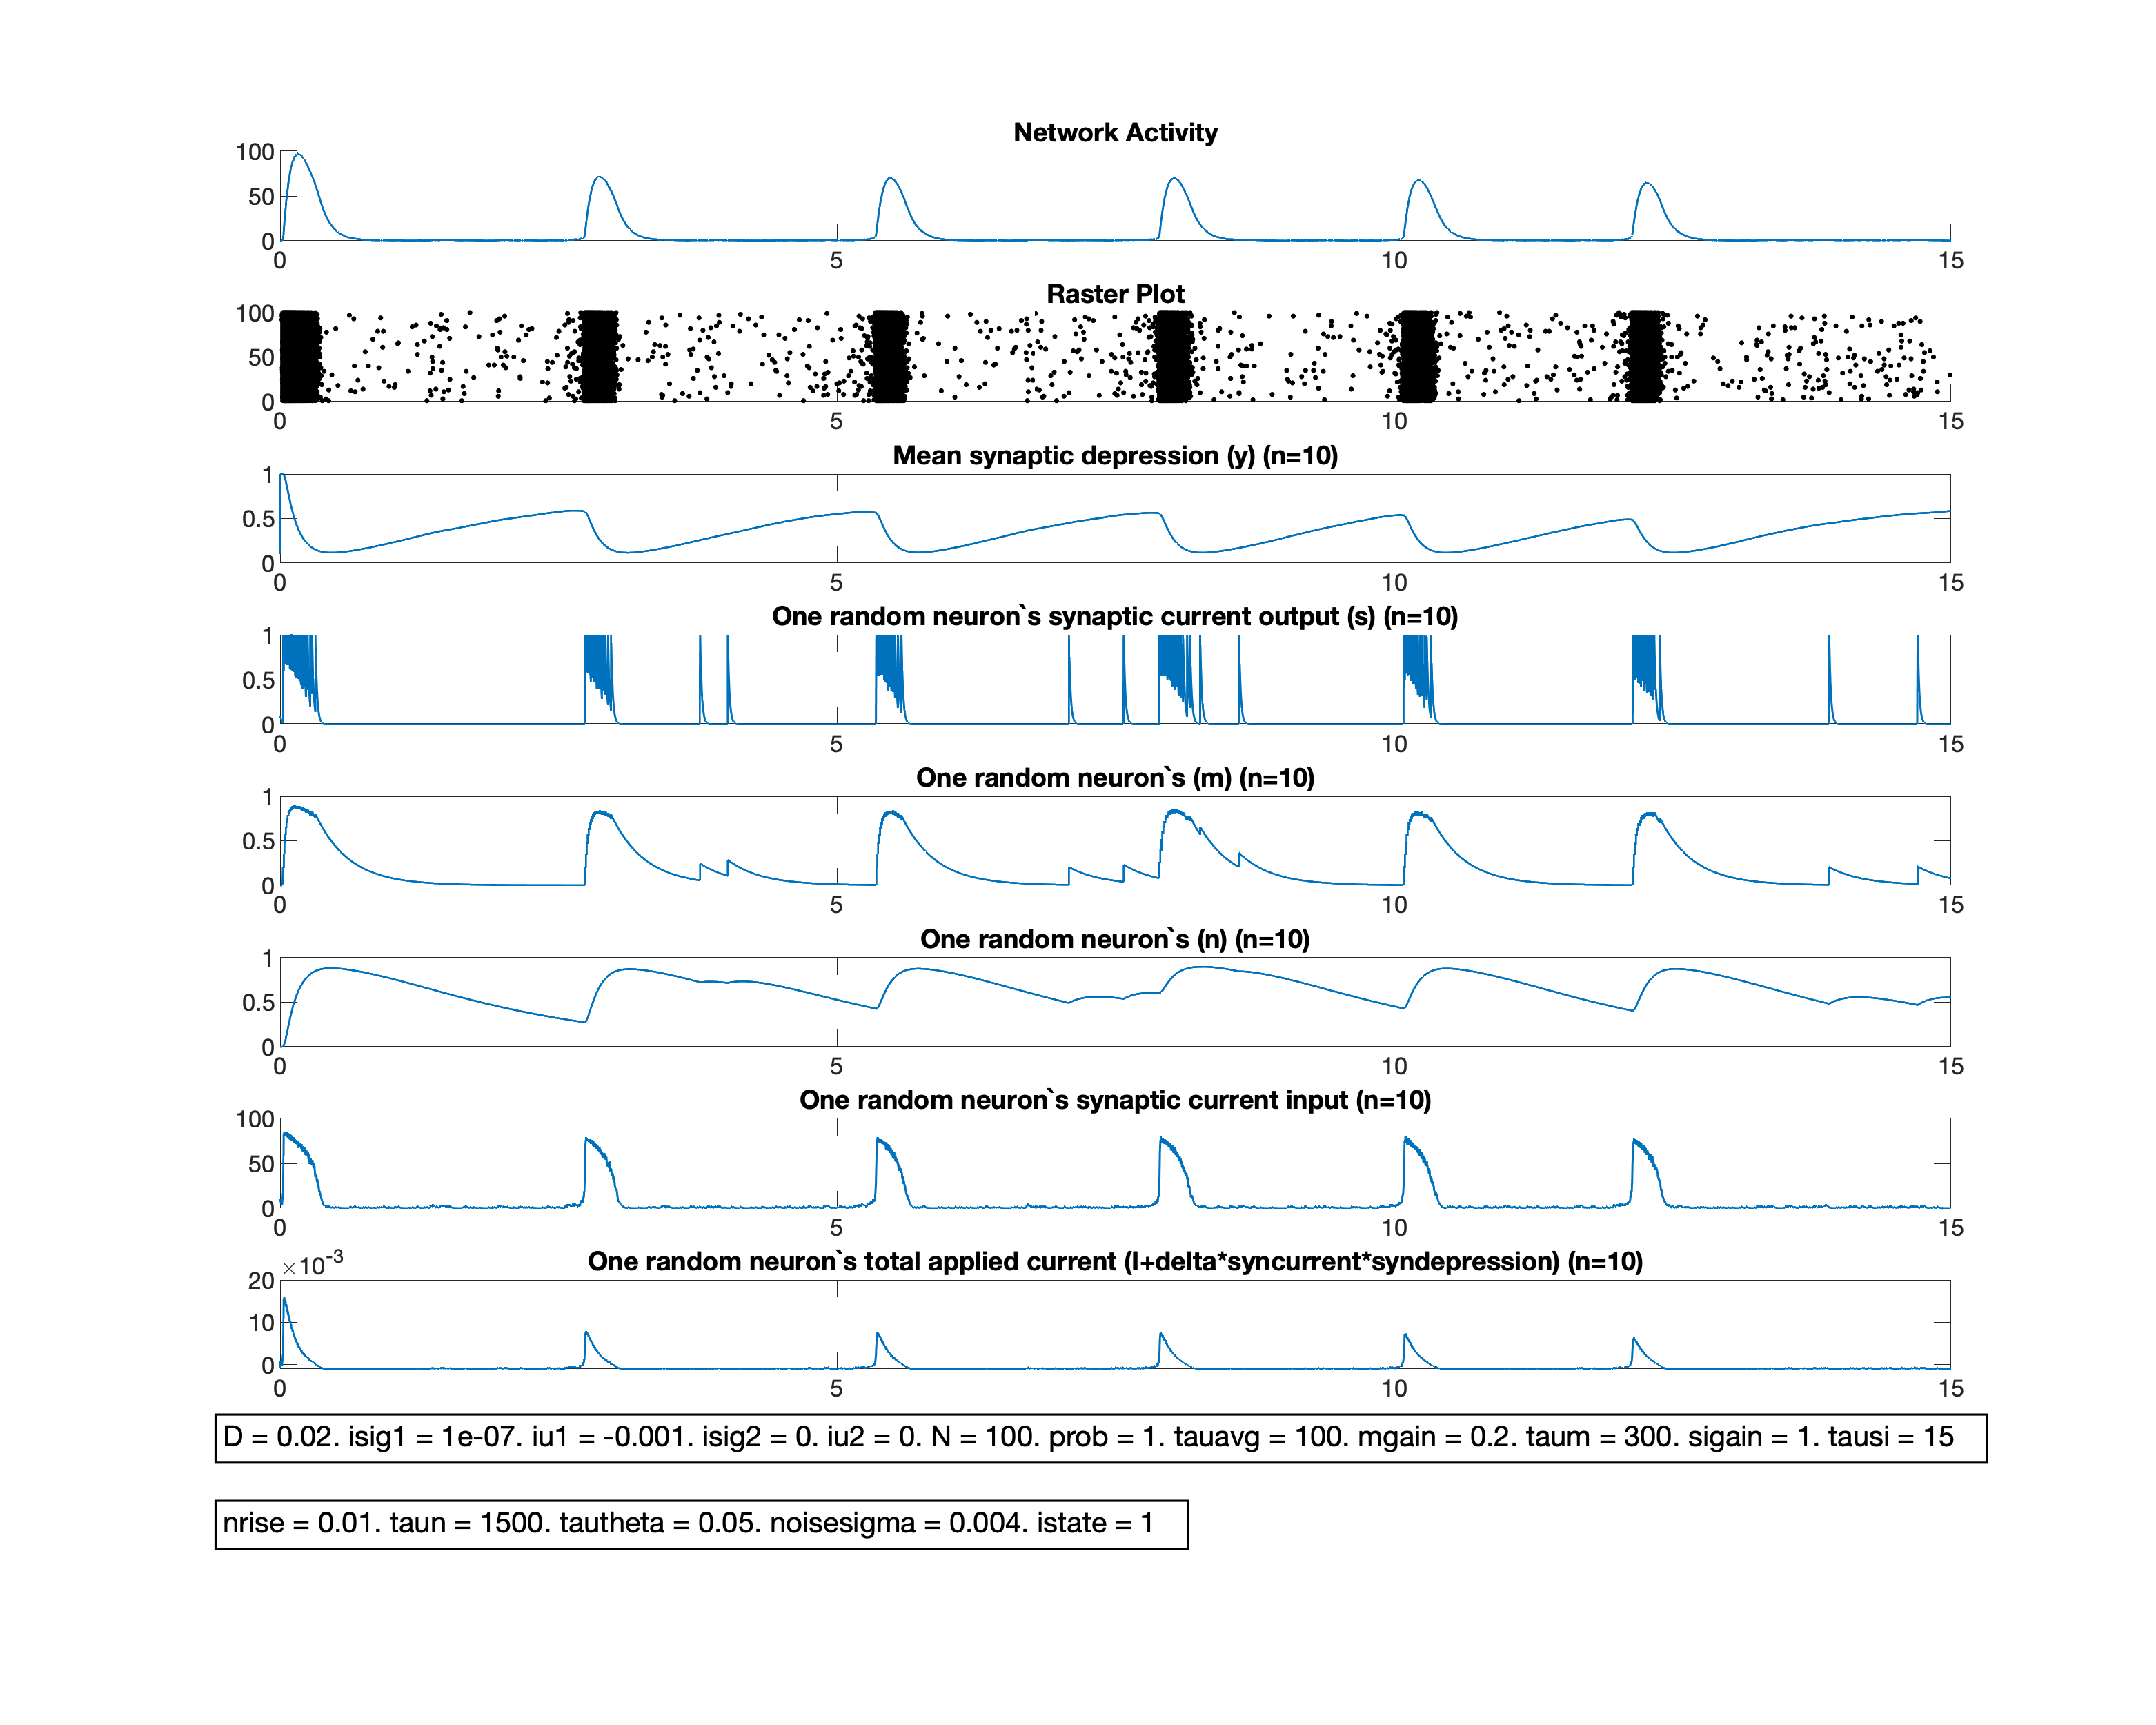 Network Activity
100
50
0
0 5 10 15
Raster Plot
100
50
0
0 5 10 15
Mean synaptic depression (y) (n=10)
1
0.5
0
0 5 10 15
One random neuron`s synaptic current output (s) (n=10)
1
0.5
0
0 5 10 15
One random neuron`s (m) (n=10)
1
0.5
0
0 5 10 15
One random neuron`s (n) (n=10)
1
0.5
0
0 5 10 15
One random neuron`s synaptic current input (n=10)
100
50
0
0 5 10 15
×10⁻³ One random neuron`s total applied current (I+delta*syncurrent*syndepression) (n=10)
20
10
0
0 5 10 15
D = 0.02. isig1 = 1e-07. iu1 = -0.001. isig2 = 0. iu2 = 0. N = 100. prob = 1. tauavg = 100. mgain = 0.2. taum = 300. sigain = 1. tausi = 15
nrise = 0.01. taun = 1500. tautheta = 0.05. noisesigma = 0.004. istate = 1